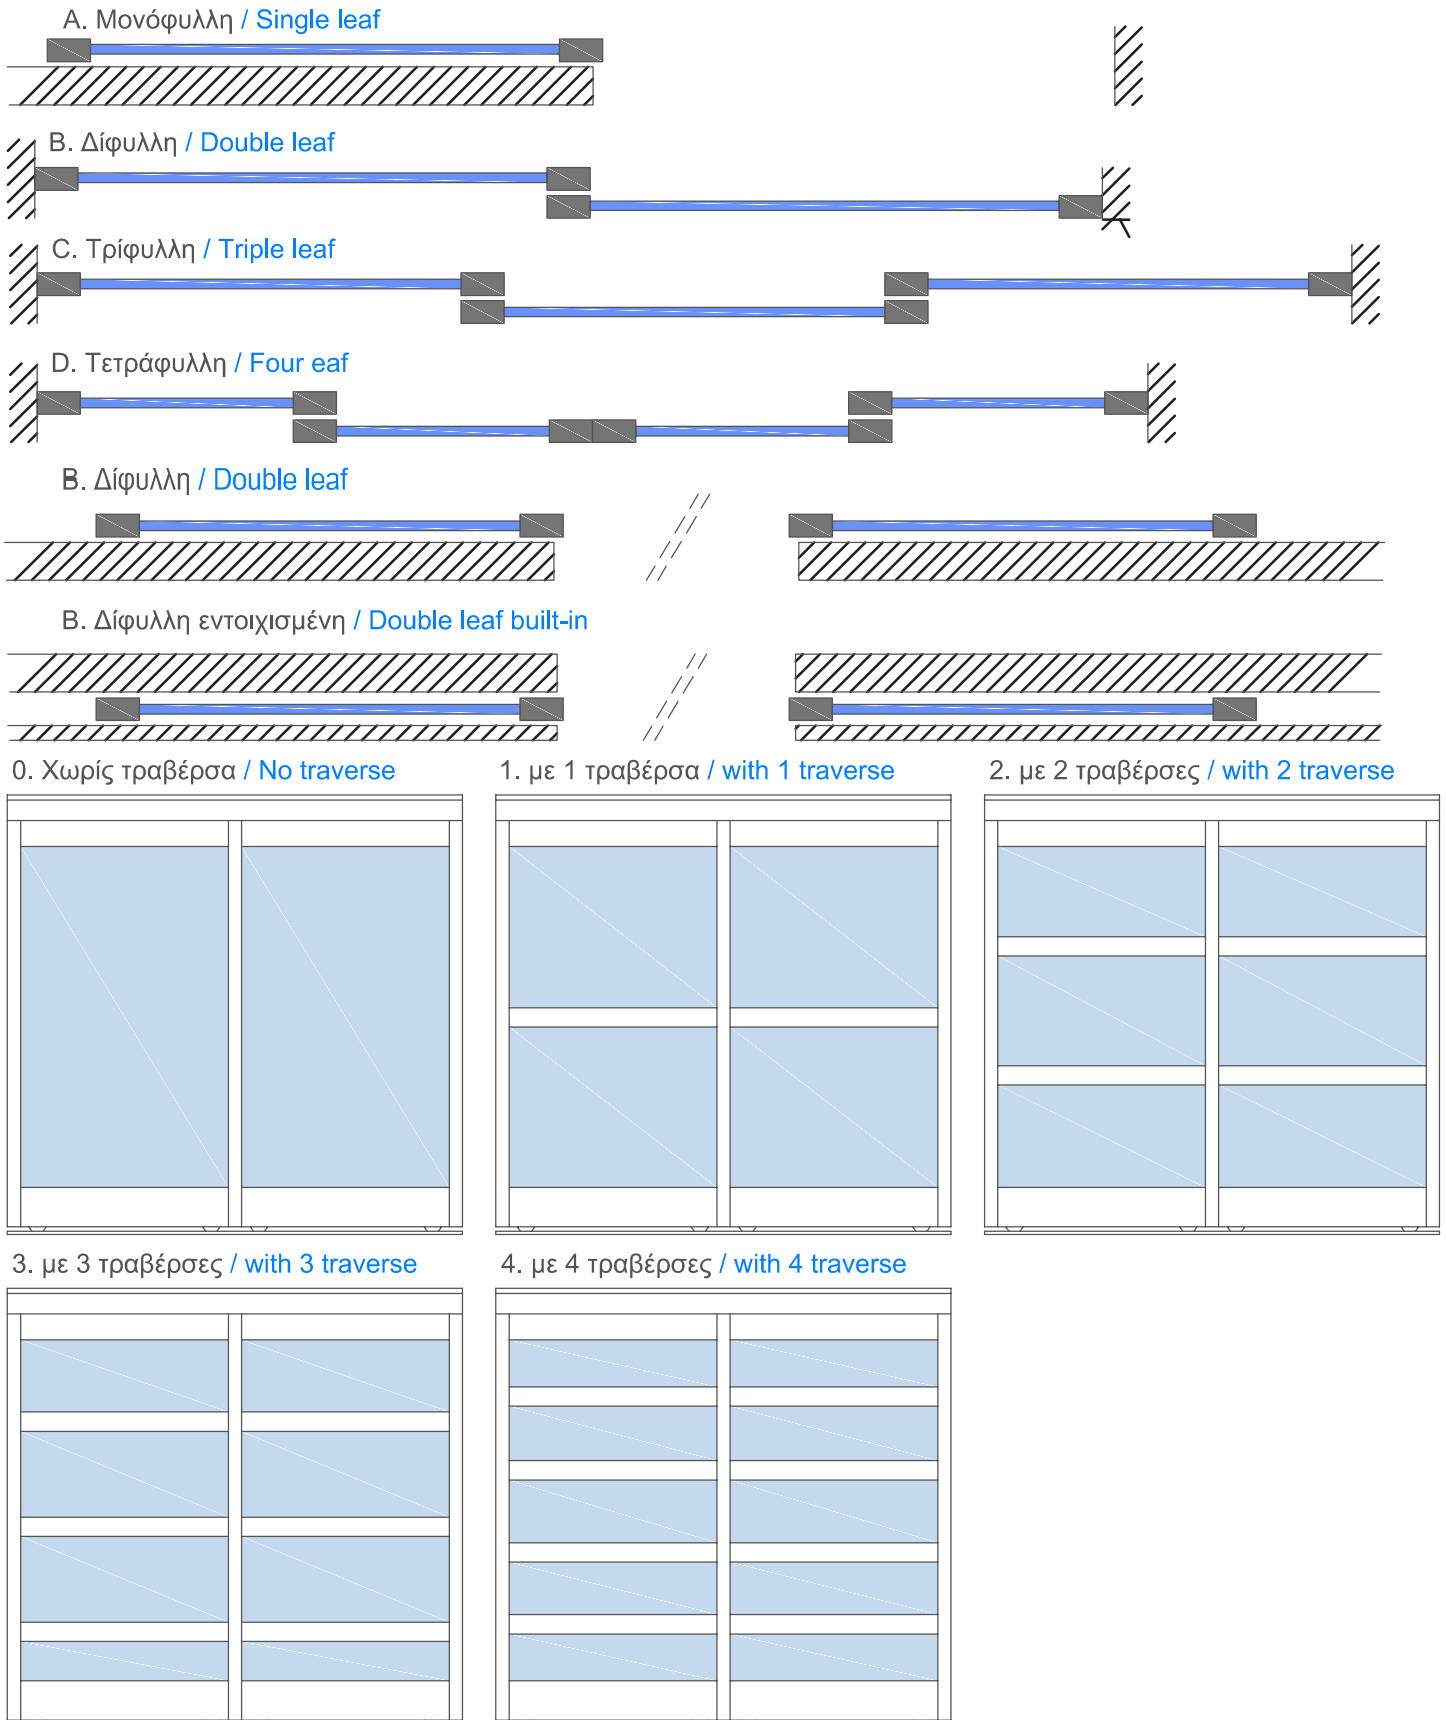 A. Μονόφυλλη / Single leaf
B. Δίφυλλη / Double leaf
C. Τρίφυλλη / Triple leaf
D. Τετράφυλλη / Four eaf
B. Δίφυλλη / Double leaf
B. Δίφυλλη εντοιχισμένη / Double leaf built-in
0. Χωρίς τραβέρσα / No traverse
1. με 1 τραβέρσα / with 1 traverse
2. με 2 τραβέρσες / with 2 traverse
3. με 3 τραβέρσες / with 3 traverse
4. με 4 τραβέρσες / with 4 traverse